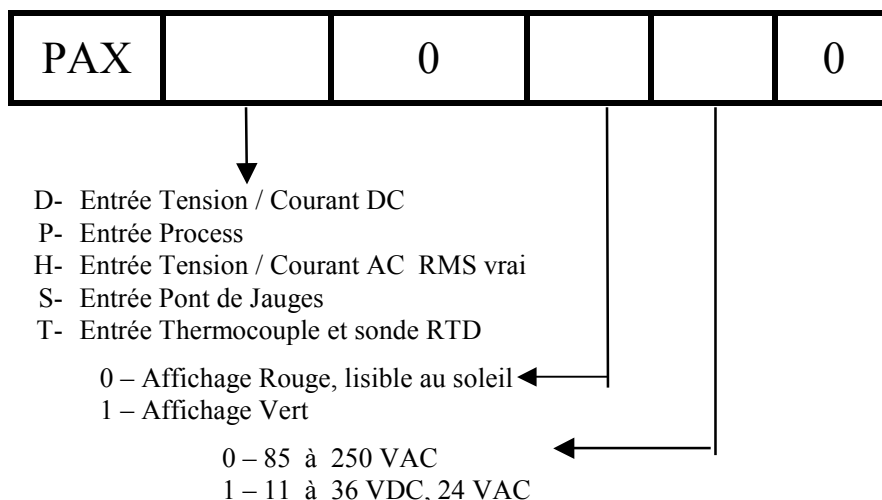 PAX 0 0
D- Entrée Tension / Courant DC
P- Entrée Process
H- Entrée Tension / Courant AC RMS vrai
S- Entrée Pont de Jauges
T- Entrée Thermocouple et sonde RTD
0 – Affichage Rouge, lisible au soleil
1 – Affichage Vert
0 – 85 à 250 VAC
1 – 11 à 36 VDC, 24 VAC